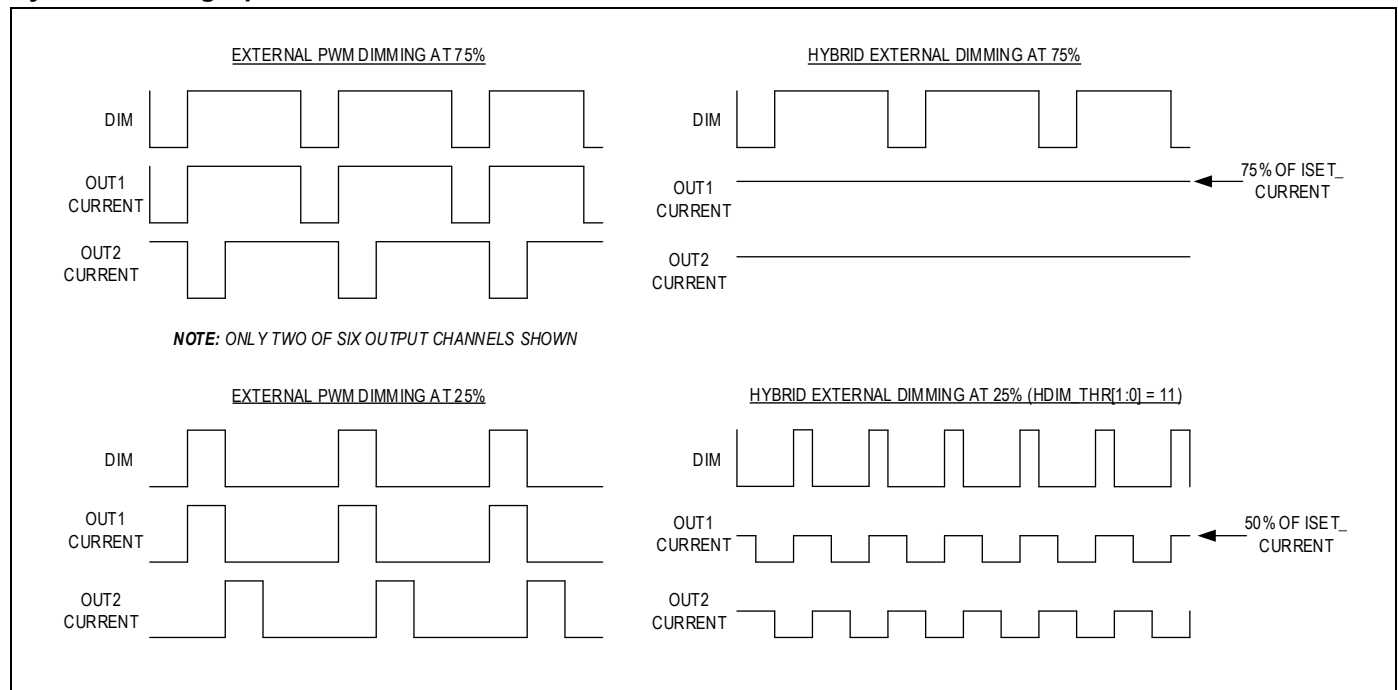 EXTERNAL PWM DIMMING AT 75%
DIM
OUT1
CURRENT
OUT2
CURRENT
NOTE: ONLY TWO OF SIX OUTPUT CHANNELS SHOWN
HYBRID EXTERNAL DIMMING AT 75%
DIM
OUT1
CURRENT
75% OF ISET_
CURRENT
OUT2
CURRENT
EXTERNAL PWM DIMMING AT 25%
DIM
OUT1
CURRENT
OUT2
CURRENT
HYBRID EXTERNAL DIMMING AT 25% (HDIM_THR[1:0] = 11)
DIM
OUT1
CURRENT
50% OF ISET_
CURRENT
OUT2
CURRENT